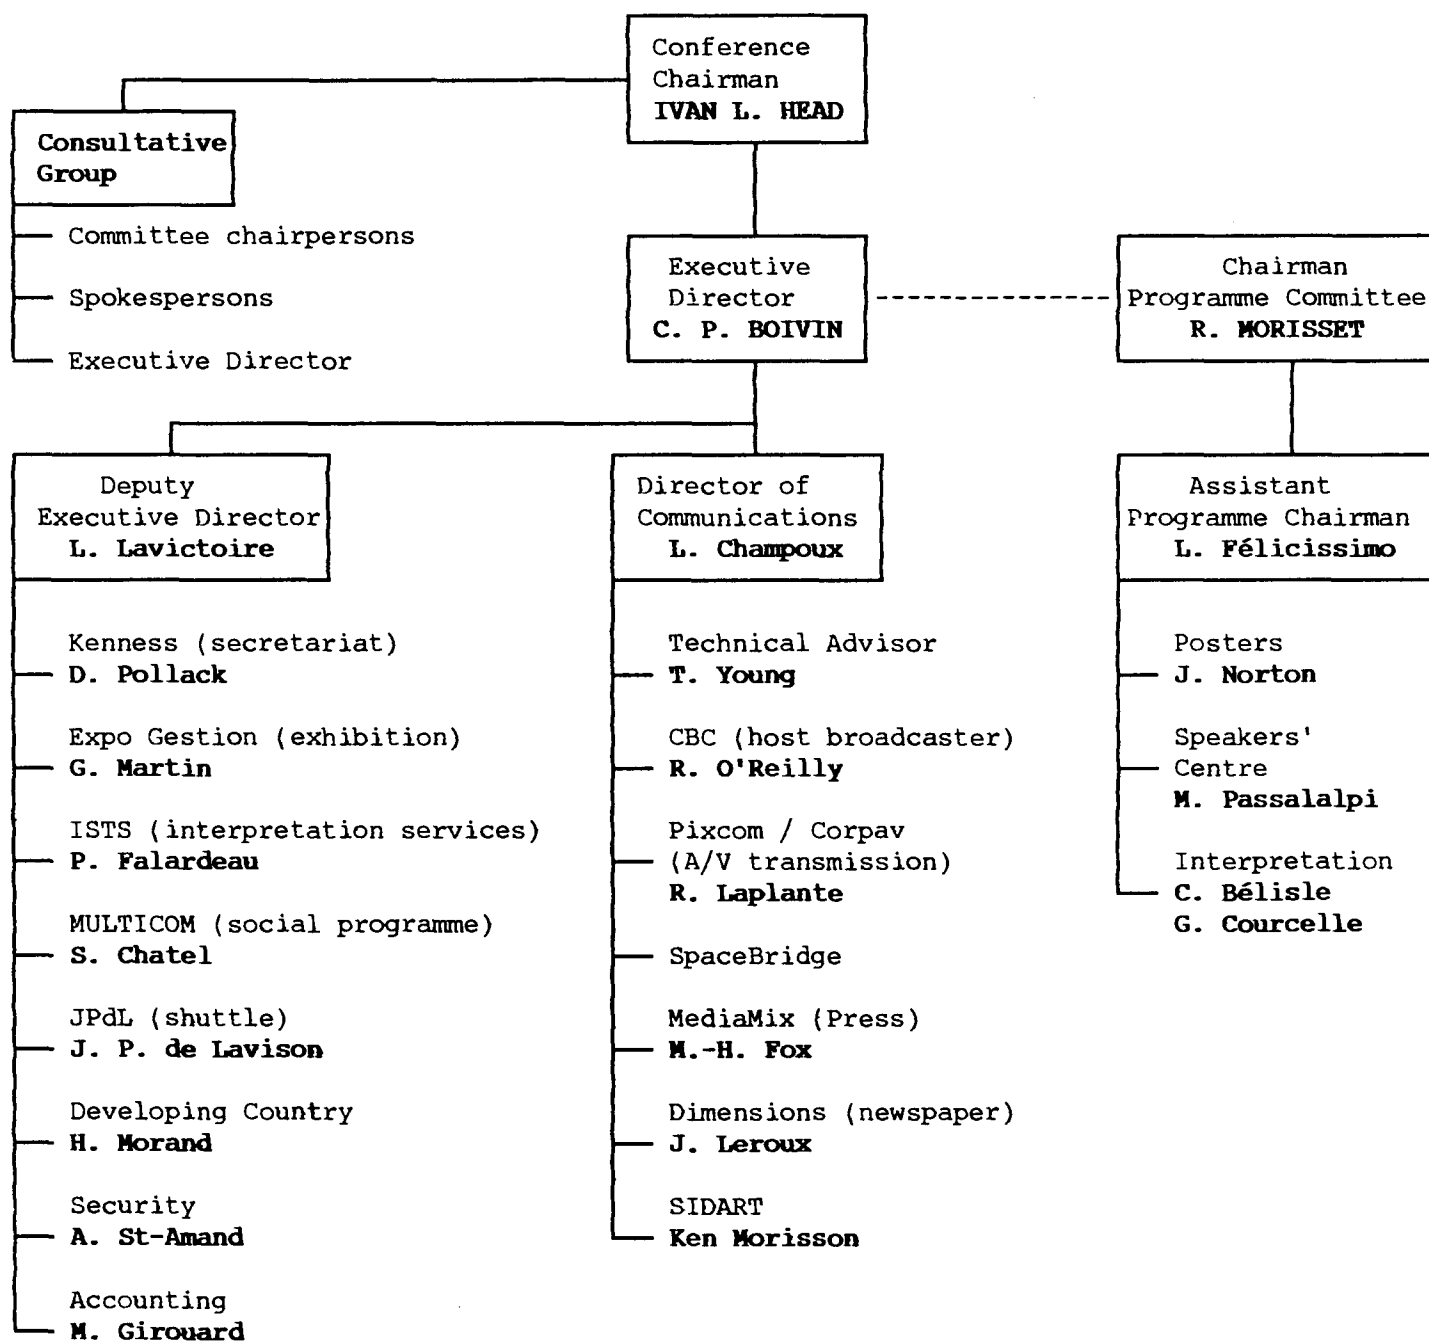 Conference
Chairman
IVAN L. HEAD
Consultative
Group
Committee chairpersons
Spokespersons
Executive Director
Executive
Director
C. P. BOIVIN
Chairman
Programme Committee
R. MORISSET
Deputy
Executive Director
L. Lavictoire
Kenness (secretariat)
D. Pollack
Expo Gestion (exhibition)
G. Martin
ISTS (interpretation services)
P. Falardeau
MULTICOM (social programme)
S. Chatel
JPdL (shuttle)
J. P. de Lavison
Developing Country
H. Morand
Security
A. St-Amand
Accounting
M. Girouard
Director of
Communications
L. Champoux
Technical Advisor
T. Young
CBC (host broadcaster)
R. O'Reilly
Pixcom / Corpav
(A/V transmission)
R. Laplante
SpaceBridge
MediaMix (Press)
M.-H. Fox
Dimensions (newspaper)
J. Leroux
SIDART
Ken Morisson
Assistant
Programme Chairman
L. Félicissimo
Posters
J. Norton
Speakers'
Centre
M. Passalalpi
Interpretation
C. Bélisle
G. Courcelle